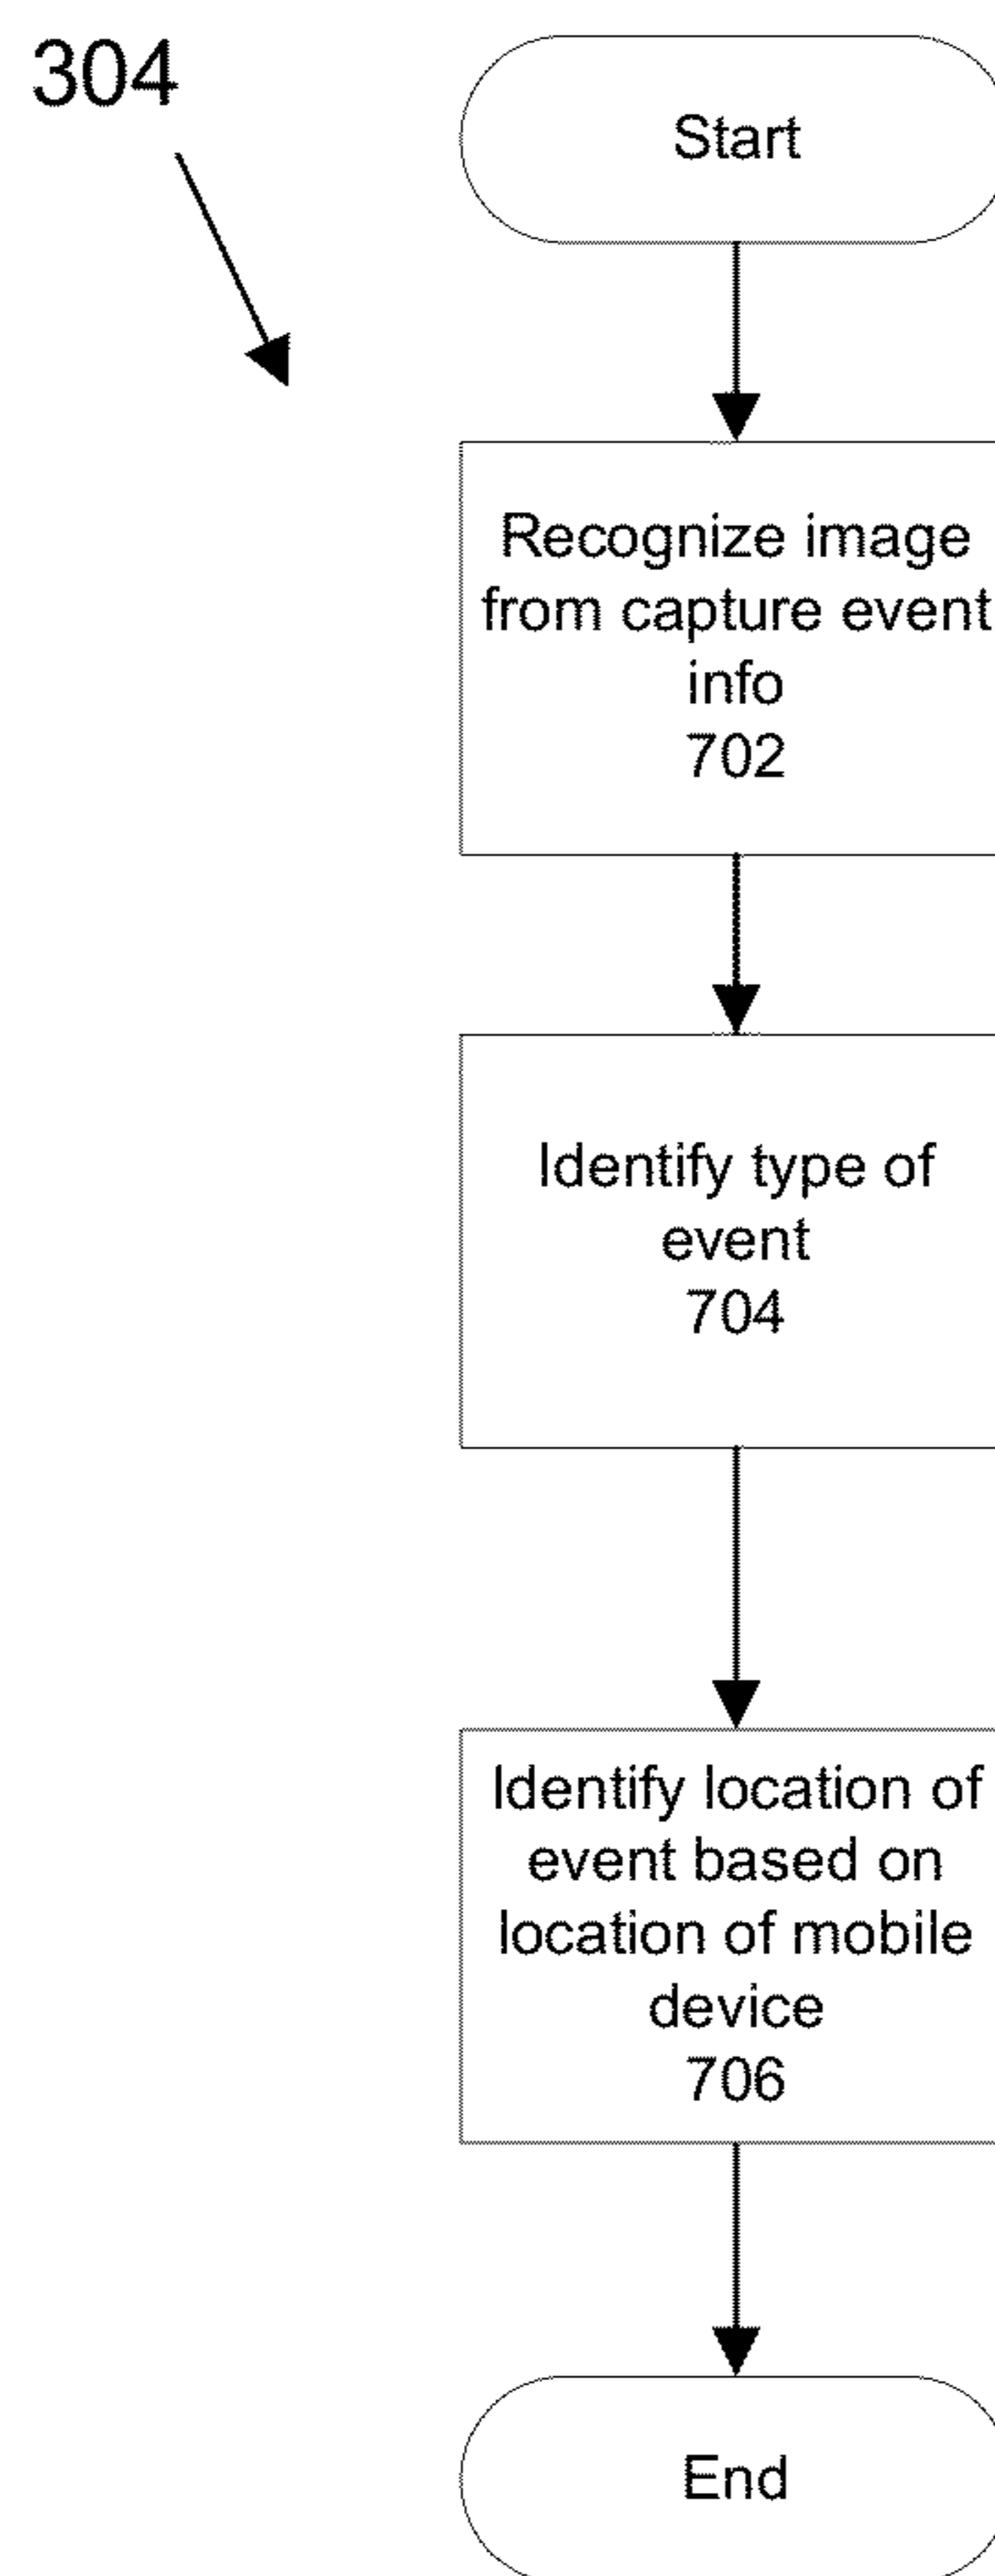 304
Start
Recognize image
from capture event
info
702
Identify type of
event
704
Identify location of
event based on
location of mobile
device
706
End